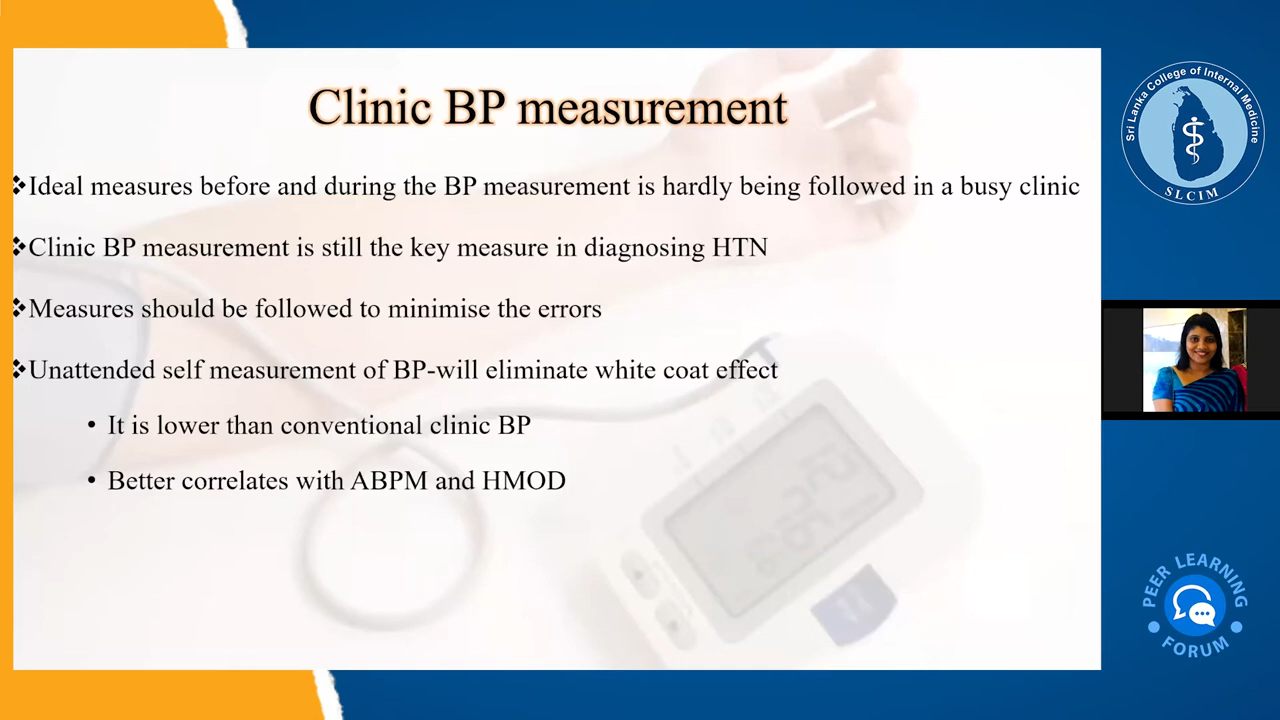 Clinic BP measurement
❖Ideal measures before and during the BP measurement is hardly being followed in a busy clinic
❖Clinic BP measurement is still the key measure in diagnosing HTN
❖Measures should be followed to minimise the errors
❖Unattended self measurement of BP-will eliminate white coat effect
• It is lower than conventional clinic BP
• Better correlates with ABPM and HMOD
Sri Lanka College of Internal Medicine
SLCIM
PEER LEARNING
FORUM